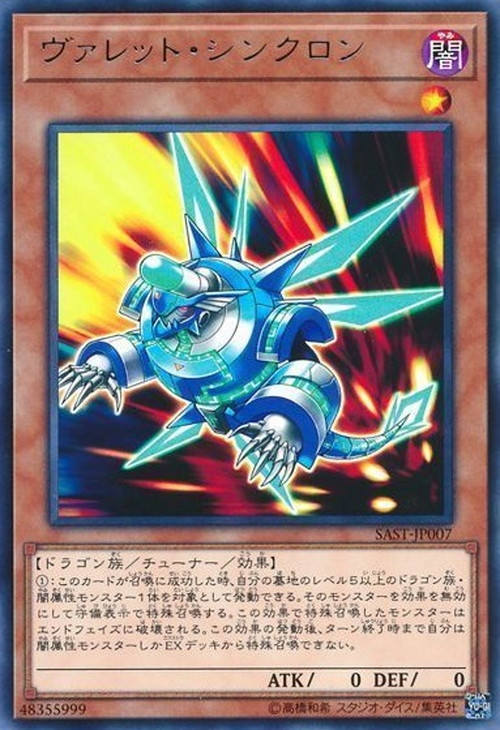 ヴァレット・シンクロン
やみ
闇
SAST-JP007
【ドラゴン族／チューナー／効果】
①:このカードが召喚に成功した時、自分の墓地のレベル5以上のドラゴン族・
闇属性モンスター1体を対象として発動できる。そのモンスターを効果を無効
にして守備表示で特殊召喚する。この効果で特殊召喚したモンスターは
エンドフェイズに破壊される。この効果の発動後、ターン終了時まで自分は
闇属性モンスターしかEXデッキから特殊召喚できない。
ATK/ 0 DEF/ 0
48355999 ©高橋和希 スタジオ・ダイス/集英社